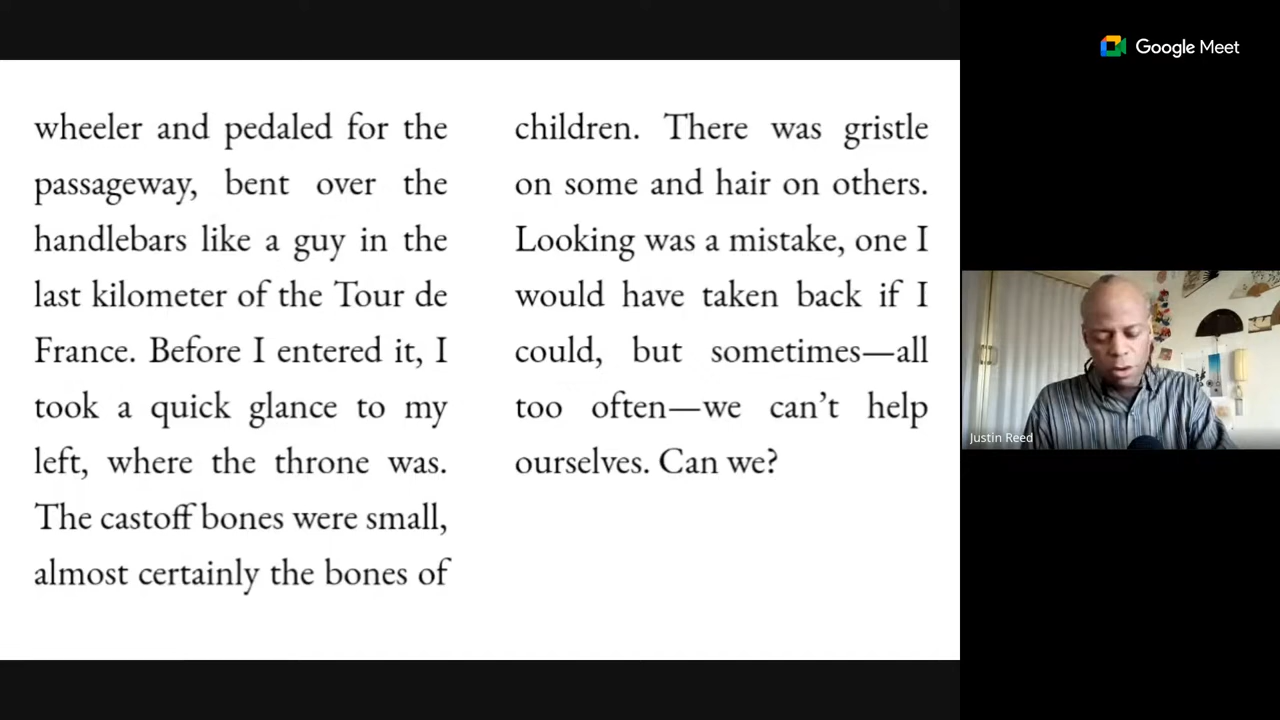 wheeler and pedaled for the
passageway, bent over the
handlebars like a guy in the
last kilometer of the Tour de
France. Before I entered it, I
took a quick glance to my
left, where the throne was.
The castoff bones were small,
almost certainly the bones of
children. There was gristle
on some and hair on others.
Looking was a mistake, one I
would have taken back if I
could, but sometimes—all
too often—we can’t help
ourselves. Can we?
Google Meet
Justin Reed